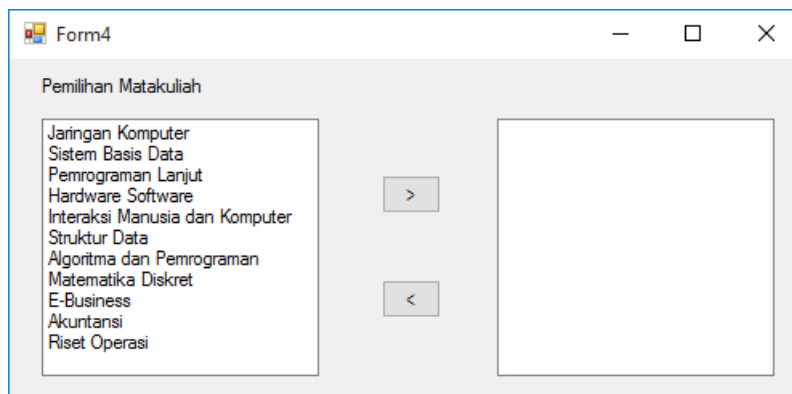 Form4
Pemilihan Matakuliah
Jaringan Komputer
Sistem Basis Data
Pemrograman Lanjut
Hardware Software
Interaksi Manusia dan Komputer
Struktur Data
Algoritma dan Pemrograman
Matematika Diskret
E-Business
Akuntansi
Riset Operasi
>
<